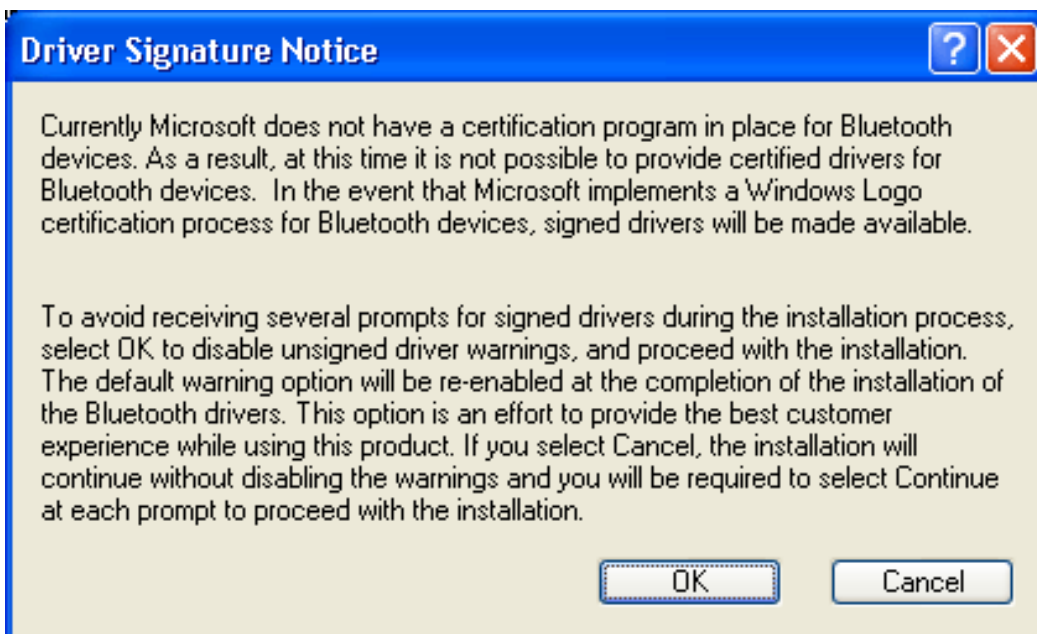 Driver Signature Notice
Currently Microsoft does not have a certification program in place for Bluetooth
devices. As a result, at this time it is not possible to provide certified drivers for
Bluetooth devices.  In the event that Microsoft implements a Windows Logo
certification process for Bluetooth devices, signed drivers will be made available.
To avoid receiving several prompts for signed drivers during the installation process,
select OK to disable unsigned driver warnings, and proceed with the installation.
The default warning option will be re-enabled at the completion of the installation of
the Bluetooth drivers. This option is an effort to provide the best customer
experience while using this product. If you select Cancel, the installation will
continue without disabling the warnings and you will be required to select Continue
at each prompt to proceed with the installation.
OK Cancel